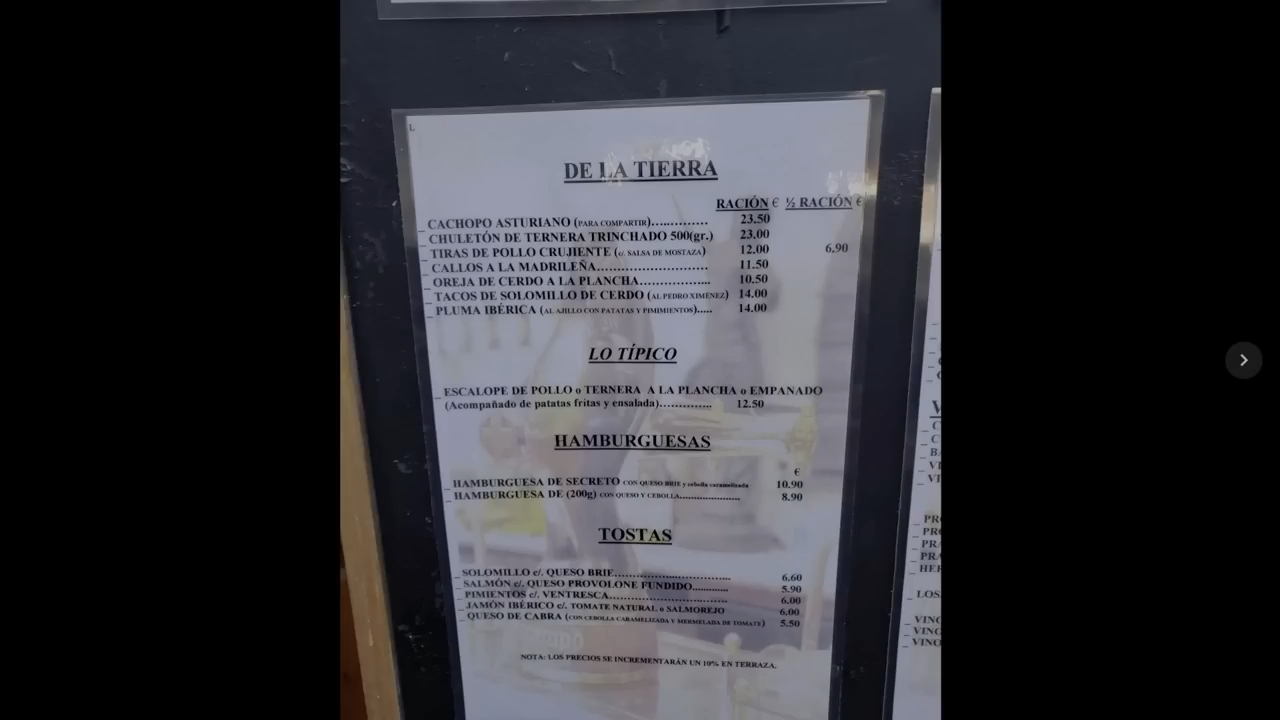 L
DE LA TIERRA
RACIÓN € ½ RACIÓN €
_ CACHOPO ASTURIANO (PARA COMPARTIR)............... 23.50
_ CHULETÓN DE TERNERA TRINCHADO 500(gr.) 23.00
_ TIRAS DE POLLO CRUJIENTE (c/. SALSA DE MOSTAZA) 12.00 6.90
_ CALLOS A LA MADRILEÑA............................ 11.50
_ OREJA DE CERDO A LA PLANCHA.................. 10.50
_ TACOS DE SOLOMILLO DE CERDO (AL PEDRO XIMÉNEZ) 14.00
_ PLUMA IBÉRICA (AL AJILLO CON PATATAS Y PIMIMIENTOS)..... 14.00
LO TÍPICO
_ ESCALOPE DE POLLO o TERNERA A LA PLANCHA o EMPANADO
(Acompañado de patatas fritas y ensalada).............. 12.50
HAMBURGUESAS
€
_ HAMBURGUESA DE SECRETO CON QUESO BRIE y cebolla caramelizada 10.90
_ HAMBURGUESA DE (200g) CON QUESO Y CEBOLLA..................... 8.90
TOSTAS
_ SOLOMILLO c/. QUESO BRIE.............................. 6.60
_ SALMÓN c/. QUESO PROVOLONE FUNDIDO............ 5.90
_ PIMIENTOS c/. VENTRESCA.............................. 6.00
_ JAMÓN IBÉRICO c/. TOMATE NATURAL o SALMOREJO 6.00
_ QUESO DE CABRA (CON CEBOLLA CARAMELIZADA Y MERMELADA DE TOMATE) 5.50
NOTA: LOS PRECIOS SE INCREMENTARÁN UN 10% EN TERRAZA.